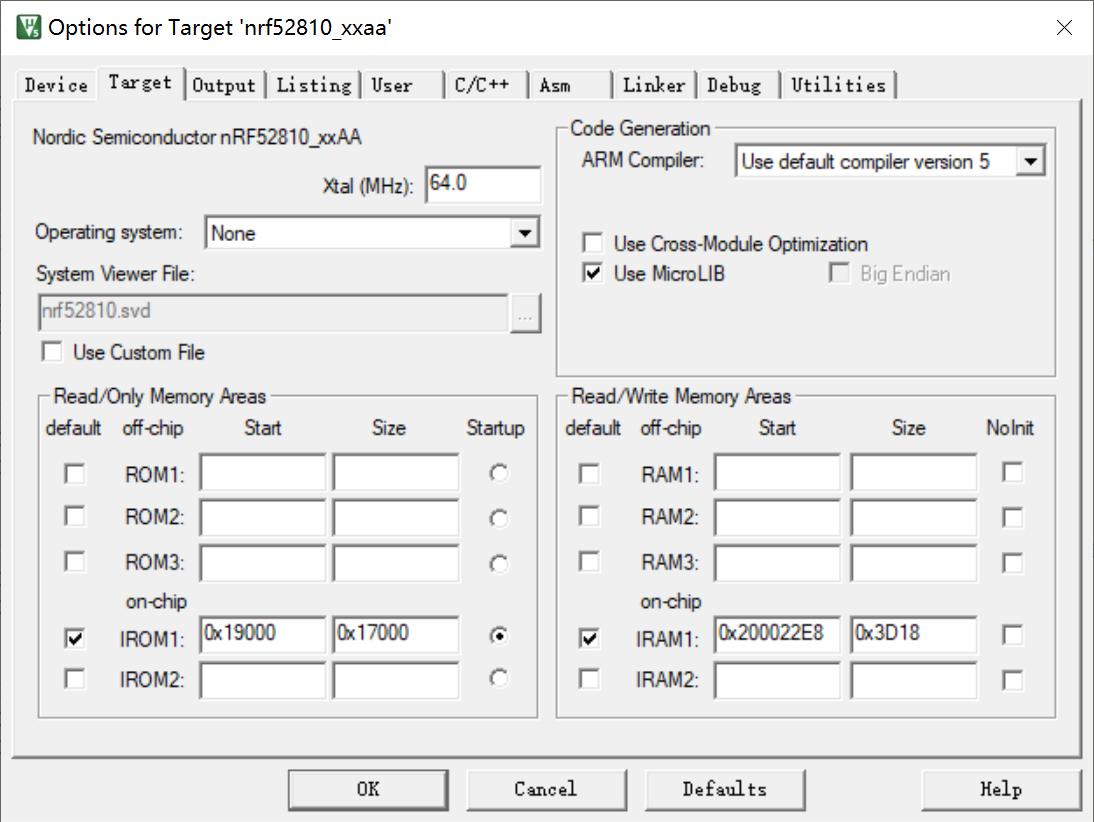 Options for Target 'nrf52810_xxaa'
Device Target Output Listing User C/C++ Asm Linker Debug Utilities
Nordic Semiconductor nRF52810_xxAA
Xtal (MHz): 64.0
Operating system: None
System Viewer File:
nrf52810.svd ...
Use Custom File
Code Generation
ARM Compiler: Use default compiler version 5
Use Cross-Module Optimization
Use MicroLIB Big Endian
Read/Only Memory Areas
default off-chip Start Size Startup
ROM1:
ROM2:
ROM3:
on-chip
IROM1: 0x19000 0x17000
IROM2:
Read/Write Memory Areas
default off-chip Start Size NoInit
RAM1:
RAM2:
RAM3:
on-chip
IRAM1: 0x200022E8 0x3D18
IRAM2:
OK Cancel Defaults Help